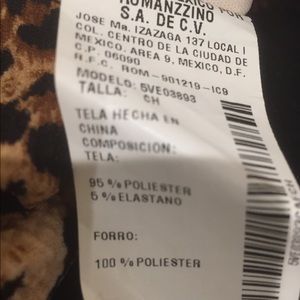 ROMANZZINO
S.A. DE C.V.
JOSE Ma. IZAZAGA 137 LOCAL I
COL. CENTRO DE LA CIUDAD DE
MEXICO, AREA 9, MEXICO, D.F.
C.P. 06090
R.F.C. ROM-901219-IC9
MODELO: 5VE03893
TALLA: CH
TELA HECHA EN
CHINA
COMPOSICION:
TELA:
95 % POLIESTER
5 % ELASTANO
FORRO:
100 % POLIESTER